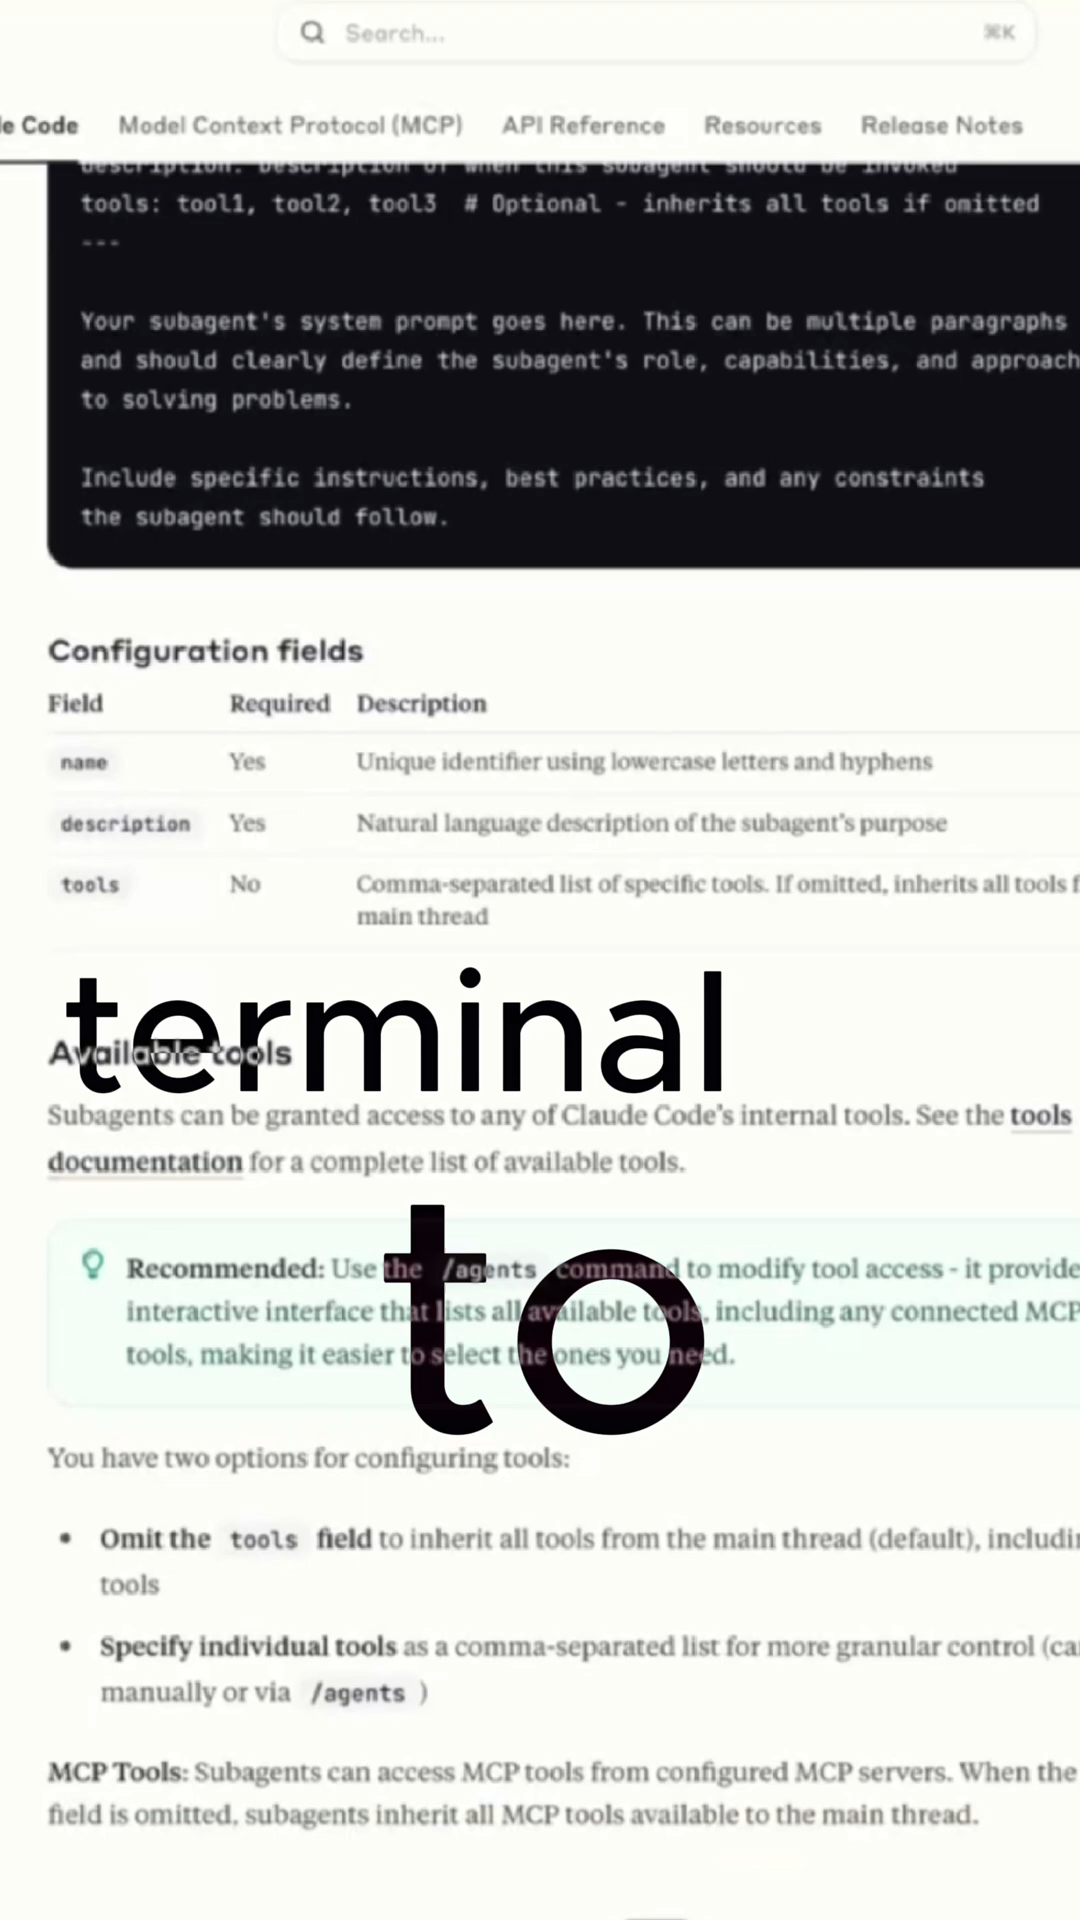 Search...
⌘K
le Code
Model Context Protocol (MCP)
API Reference
Resources
Release Notes
description: Description of when this subagent should be invoked
tools: tool1, tool2, tool3  # Optional - inherits all tools if omitted
---
Your subagent's system prompt goes here. This can be multiple paragraphs
and should clearly define the subagent's role, capabilities, and approach
to solving problems.
Include specific instructions, best practices, and any constraints
the subagent should follow.
Configuration fields
Field Required Description
name Yes Unique identifier using lowercase letters and hyphens
description Yes Natural language description of the subagent's purpose
tools No Comma-separated list of specific tools. If omitted, inherits all tools f
main thread
terminal
Available tools
Subagents can be granted access to any of Claude Code's internal tools. See the tools
documentation for a complete list of available tools.
to
Recommended: Use the /agents command to modify tool access - it provide
interactive interface that lists all available tools, including any connected MCP
tools, making it easier to select the ones you need.
You have two options for configuring tools:
• Omit the tools field to inherit all tools from the main thread (default), includi
tools
• Specify individual tools as a comma-separated list for more granular control (ca
manually or via /agents )
MCP Tools: Subagents can access MCP tools from configured MCP servers. When the
field is omitted, subagents inherit all MCP tools available to the main thread.